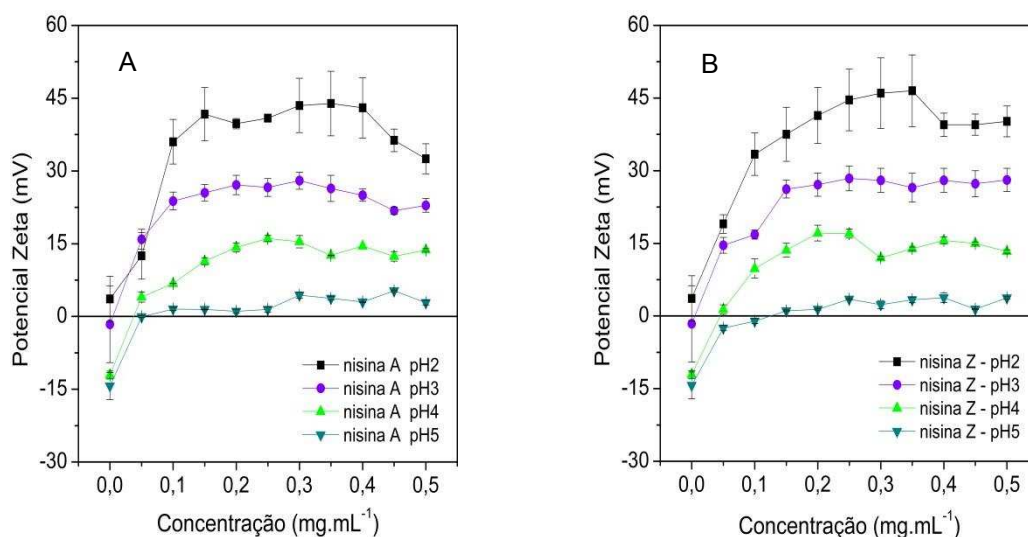 A
Potencial Zeta (mV)
60
45
30
15
0
-15
-30
nisina A pH2
nisina A pH3
nisina A pH4
nisina A pH5
0,0 0,1 0,2 0,3 0,4 0,5
Concentração (mg.mL⁻¹)
B
Potencial Zeta (mV)
60
45
30
15
0
-15
-30
nisina Z - pH2
nisina Z - pH3
nisina Z - pH4
nisina Z - pH5
0,0 0,1 0,2 0,3 0,4 0,5
Concentração (mg.mL⁻¹)